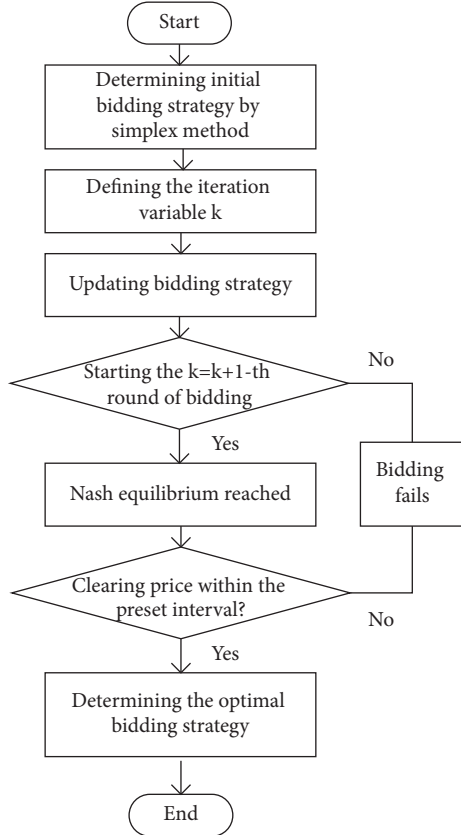 Start
Determining initial
bidding strategy by
simplex method
Defining the iteration
variable k
Updating bidding strategy
Starting the k=k+1-th
round of bidding
No
Yes
Bidding
fails
Nash equilibrium reached
Clearing price within the
preset interval?
No
Yes
Determining the optimal
bidding strategy
End